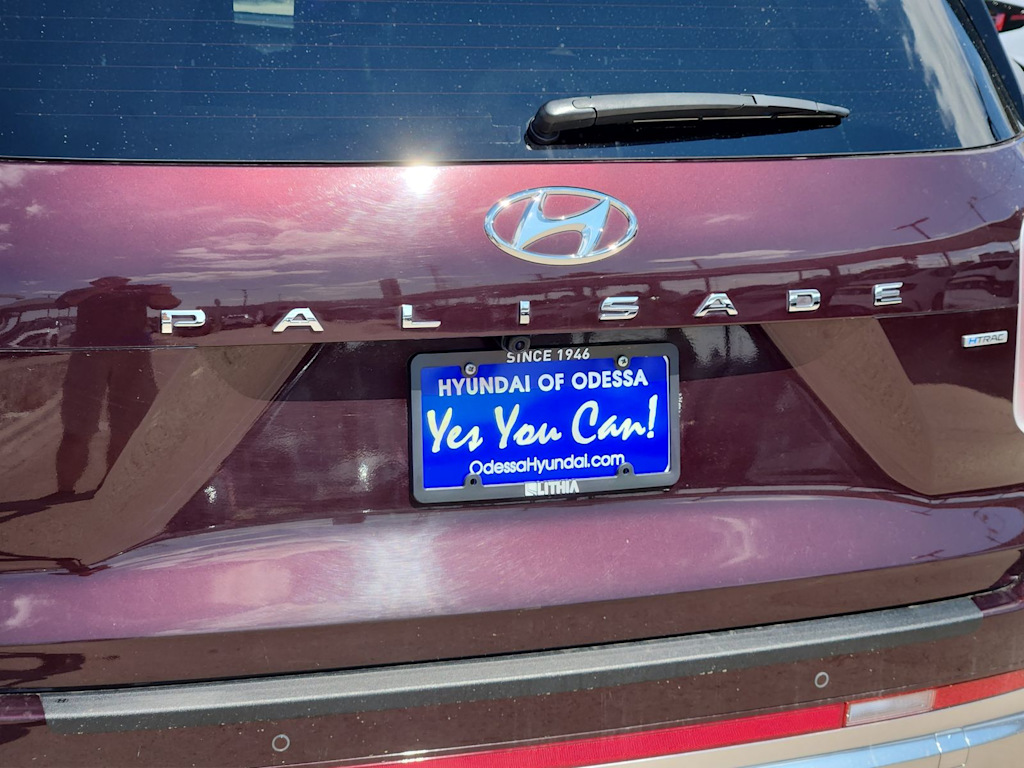 PALISADE
HTRAC
SINCE 1946
HYUNDAI OF ODESSA
Yes You Can!
OdessaHyundai.com
LITHIA